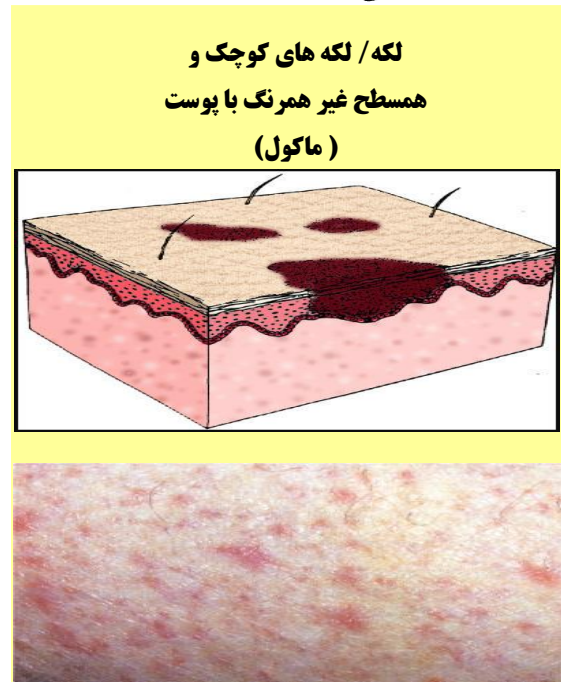 لکه/ لکه های کوچک و
همسطح غیر همرنگ با پوست
( ماکول)